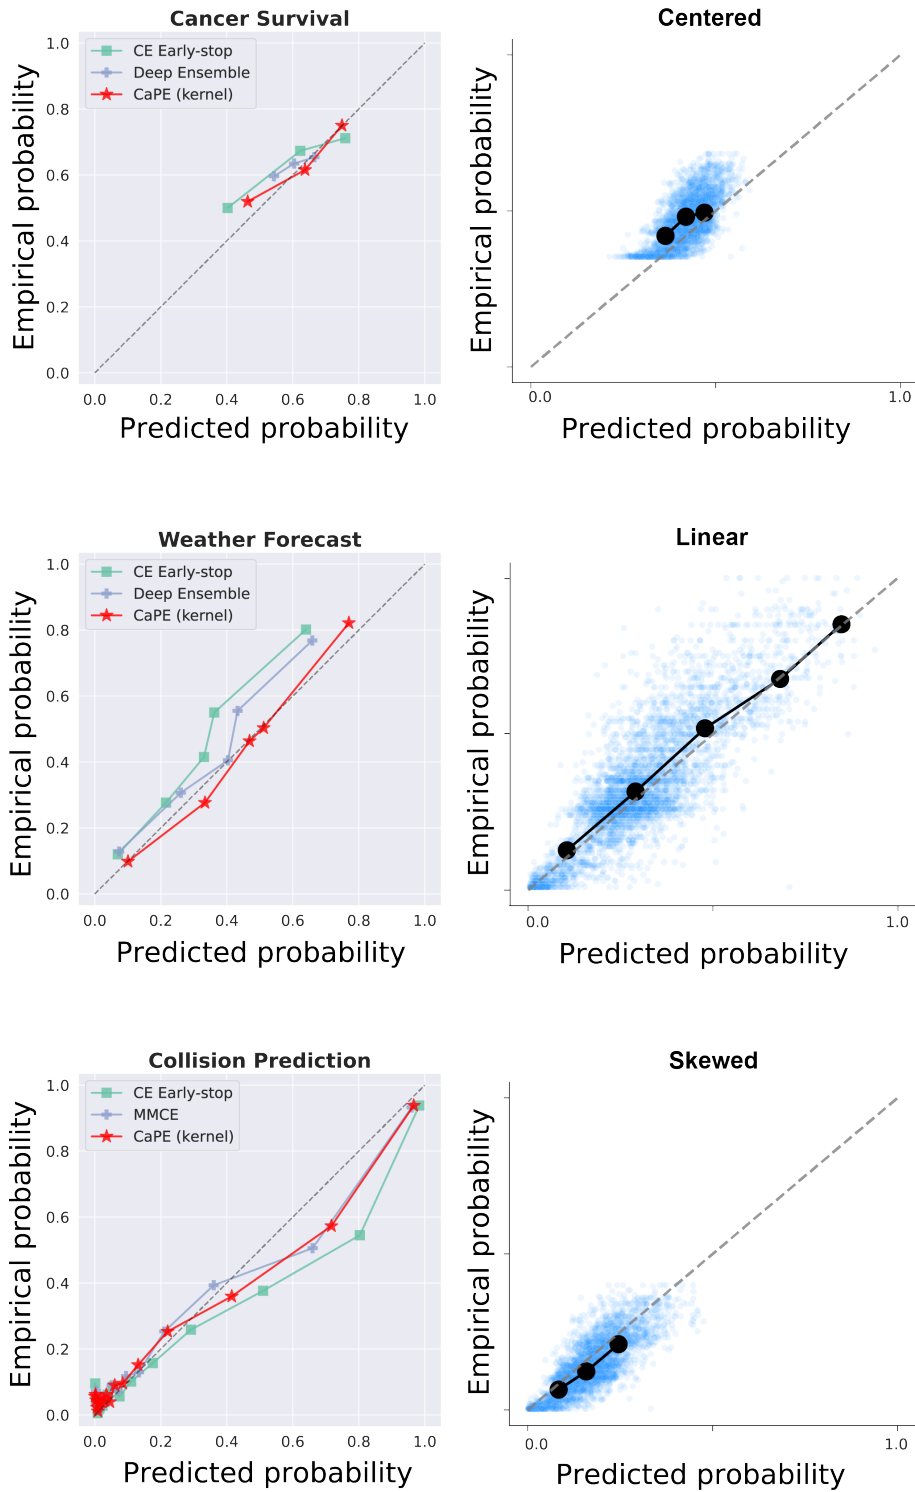 Cancer Survival
1.0
0.8
0.6
0.4
0.2
0.0
Empirical probability
CE Early-stop
Deep Ensemble
CaPE (kernel)
0.0 0.2 0.4 0.6 0.8 1.0
Predicted probability
Centered
Empirical probability
0.0 1.0
Predicted probability
Weather Forecast
1.0
0.8
0.6
0.4
0.2
0.0
Empirical probability
CE Early-stop
Deep Ensemble
CaPE (kernel)
0.0 0.2 0.4 0.6 0.8 1.0
Predicted probability
Linear
Empirical probability
0.0 1.0
Predicted probability
Collision Prediction
1.0
0.8
0.6
0.4
0.2
0.0
Empirical probability
CE Early-stop
MMCE
CaPE (kernel)
0.0 0.2 0.4 0.6 0.8 1.0
Predicted probability
Skewed
Empirical probability
0.0 1.0
Predicted probability